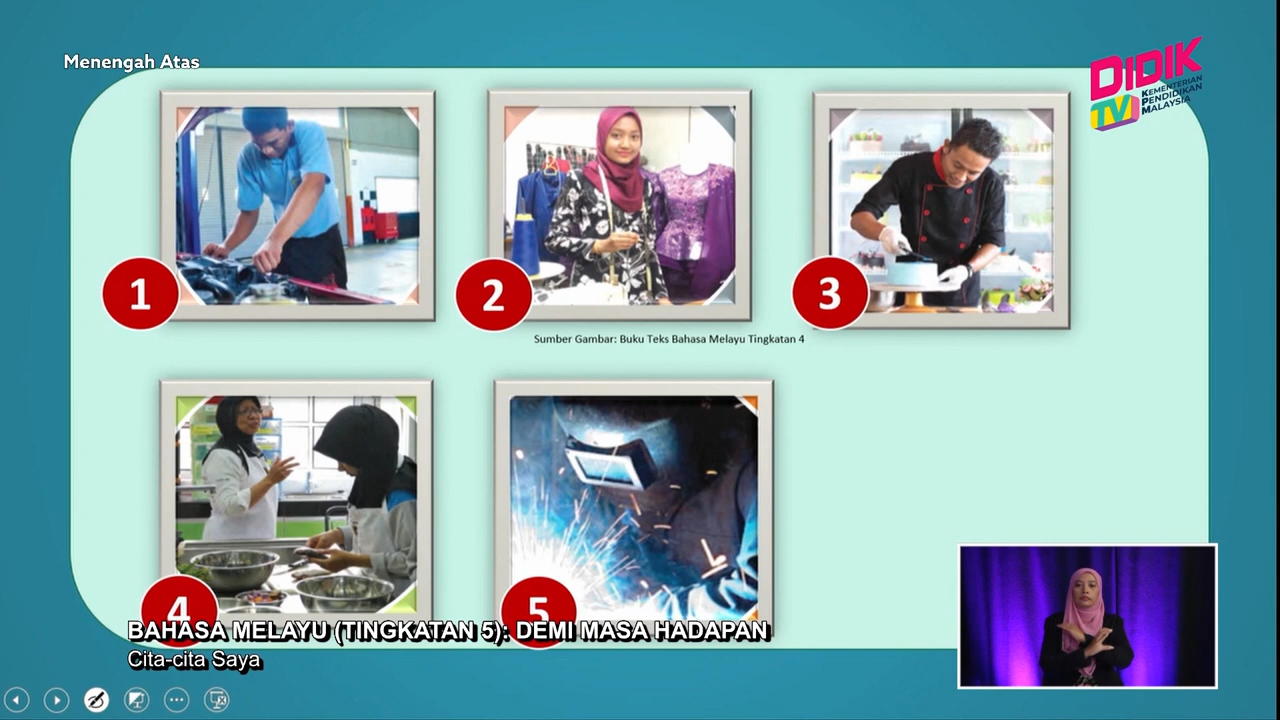 Menengah Atas
DIDIK
TV
KEMENTERIAN
PENDIDIKAN
MALAYSIA
1
2
3
Sumber Gambar: Buku Teks Bahasa Melayu Tingkatan 4
4
5
BAHASA MELAYU (TINGKATAN 5): DEMI MASA HADAPAN
Cita-cita Saya